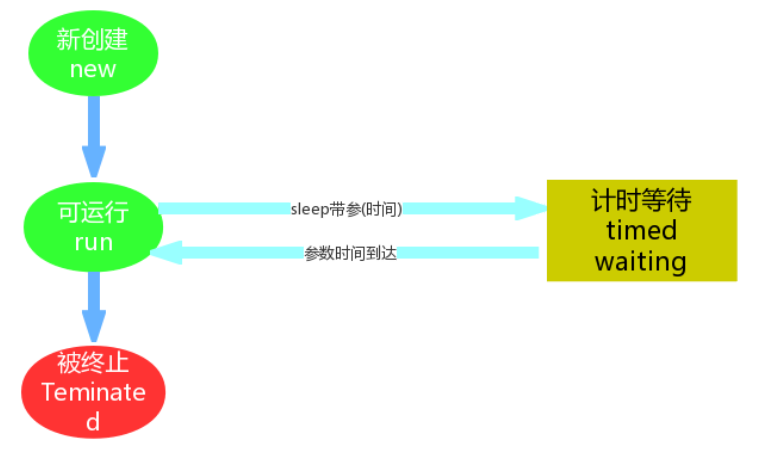 新创建
new
可运行
run
sleep带参(时间)
参数时间到达
计时等待
timed
waiting
被终止
Teminate
d